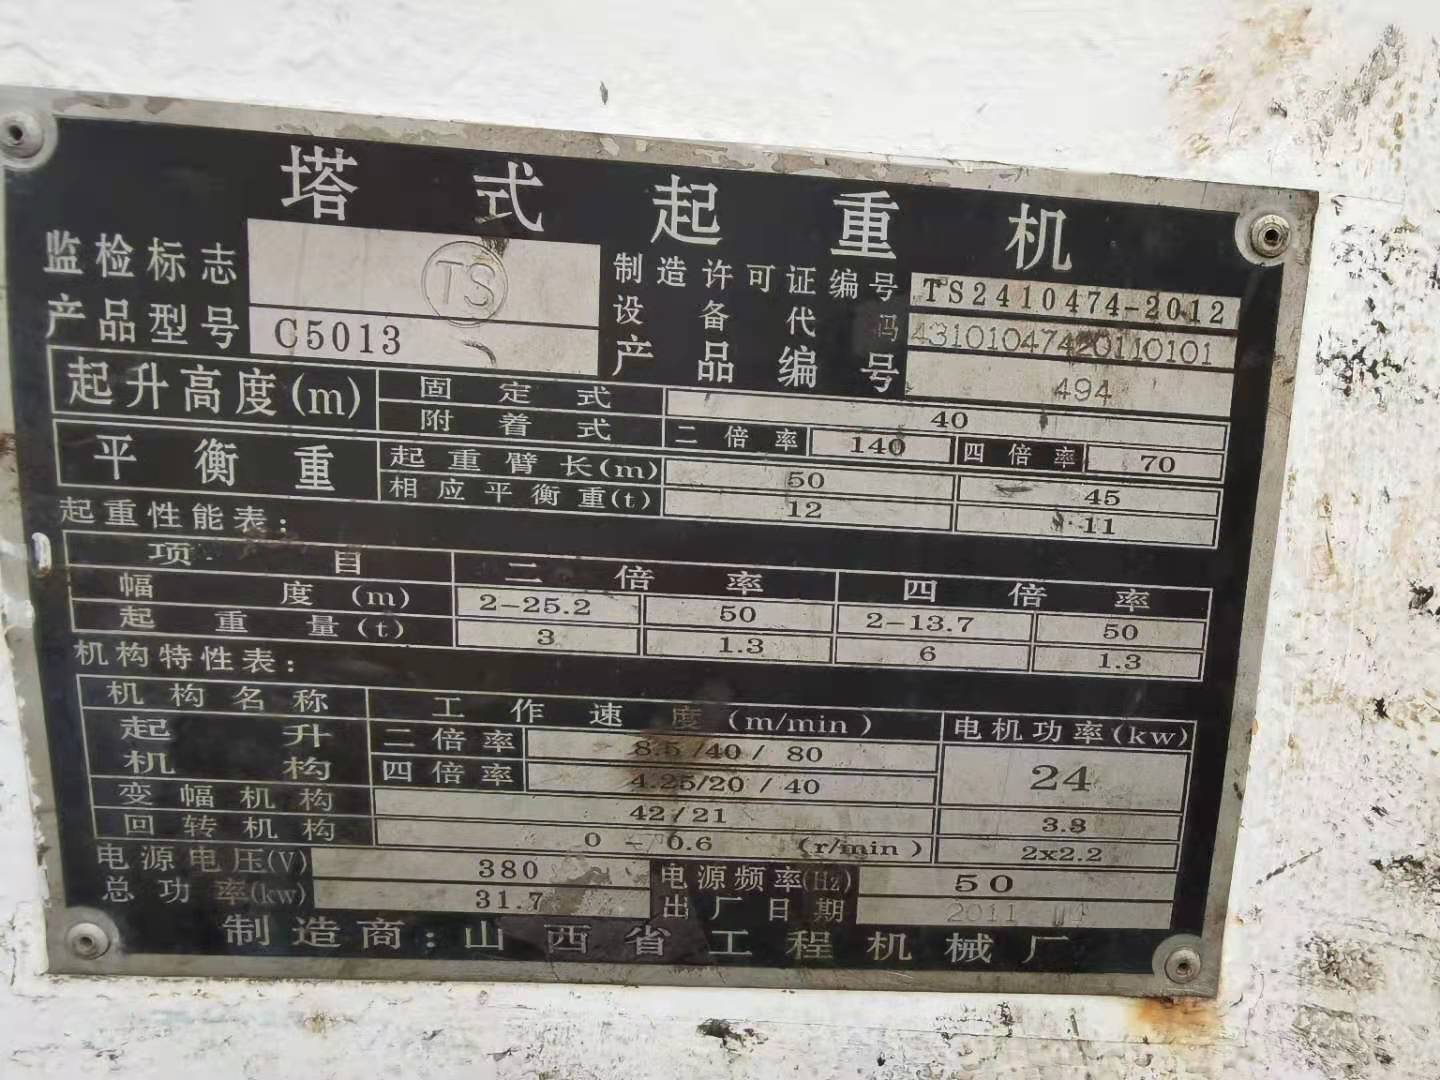 塔式起重机
监检标志 TS 制造许可证编号 TS2410474-2012
设备代码 43101047420110101
产品型号 C5013 产品编号 494
起升高度(m) 固定式 40
附着式 二倍率 140 四倍率 70
平衡重 起重臂长(m) 50 45
相应平衡重(t) 12 11
起重性能表:
项目 二倍率 四倍率
幅度(m) 2-25.2 50 2-13.7 50
起重量(t) 3 1.3 6 1.3
机构特性表:
机构名称 工作速度(m/min) 电机功率(kw)
起升机构 二倍率 8.5/40/80 24
四倍率 4.25/20/40
变幅机构 42/21 3.8
回转机构 0-0.6 (r/min) 2x2.2
电源电压(V) 380 电源频率(Hz) 50
总功率(kw) 31.7 出厂日期 2011
制造商:山西省工程机械厂